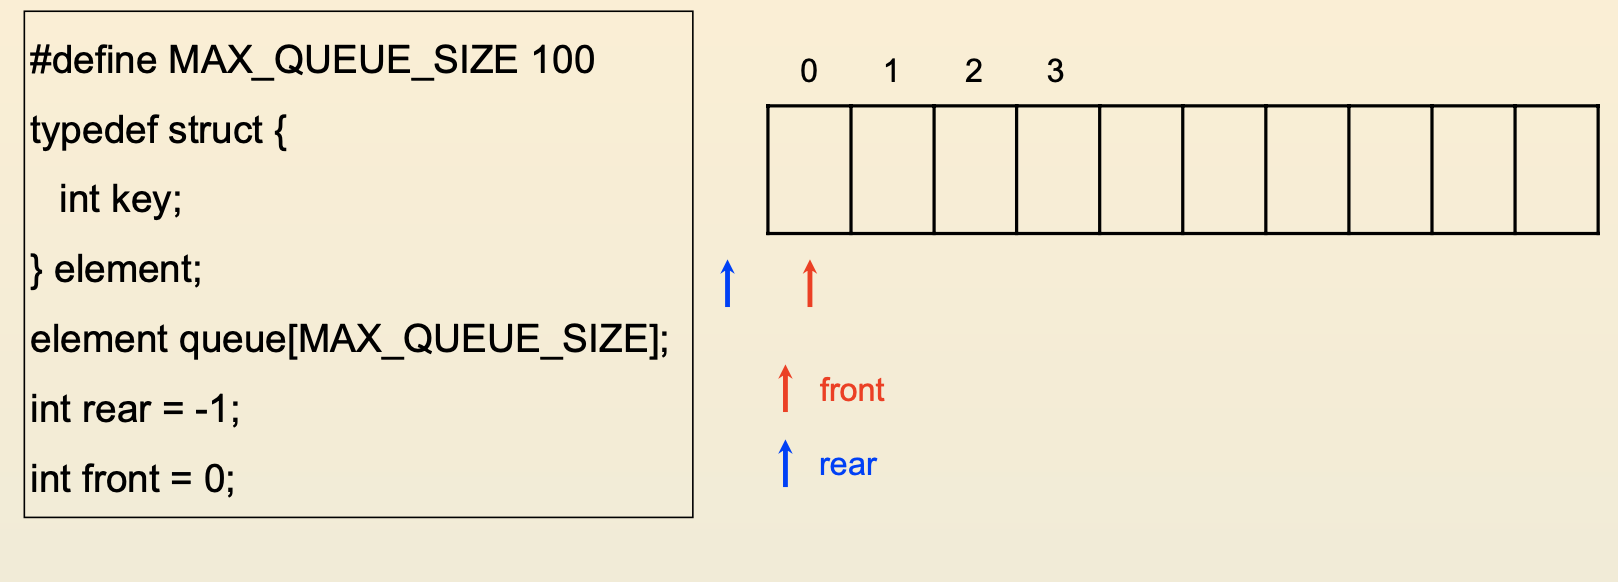 #define MAX_QUEUE_SIZE 100
typedef struct {
int key;
} element;
element queue[MAX_QUEUE_SIZE];
int rear = -1;
int front = 0;
0 1 2 3
front
rear